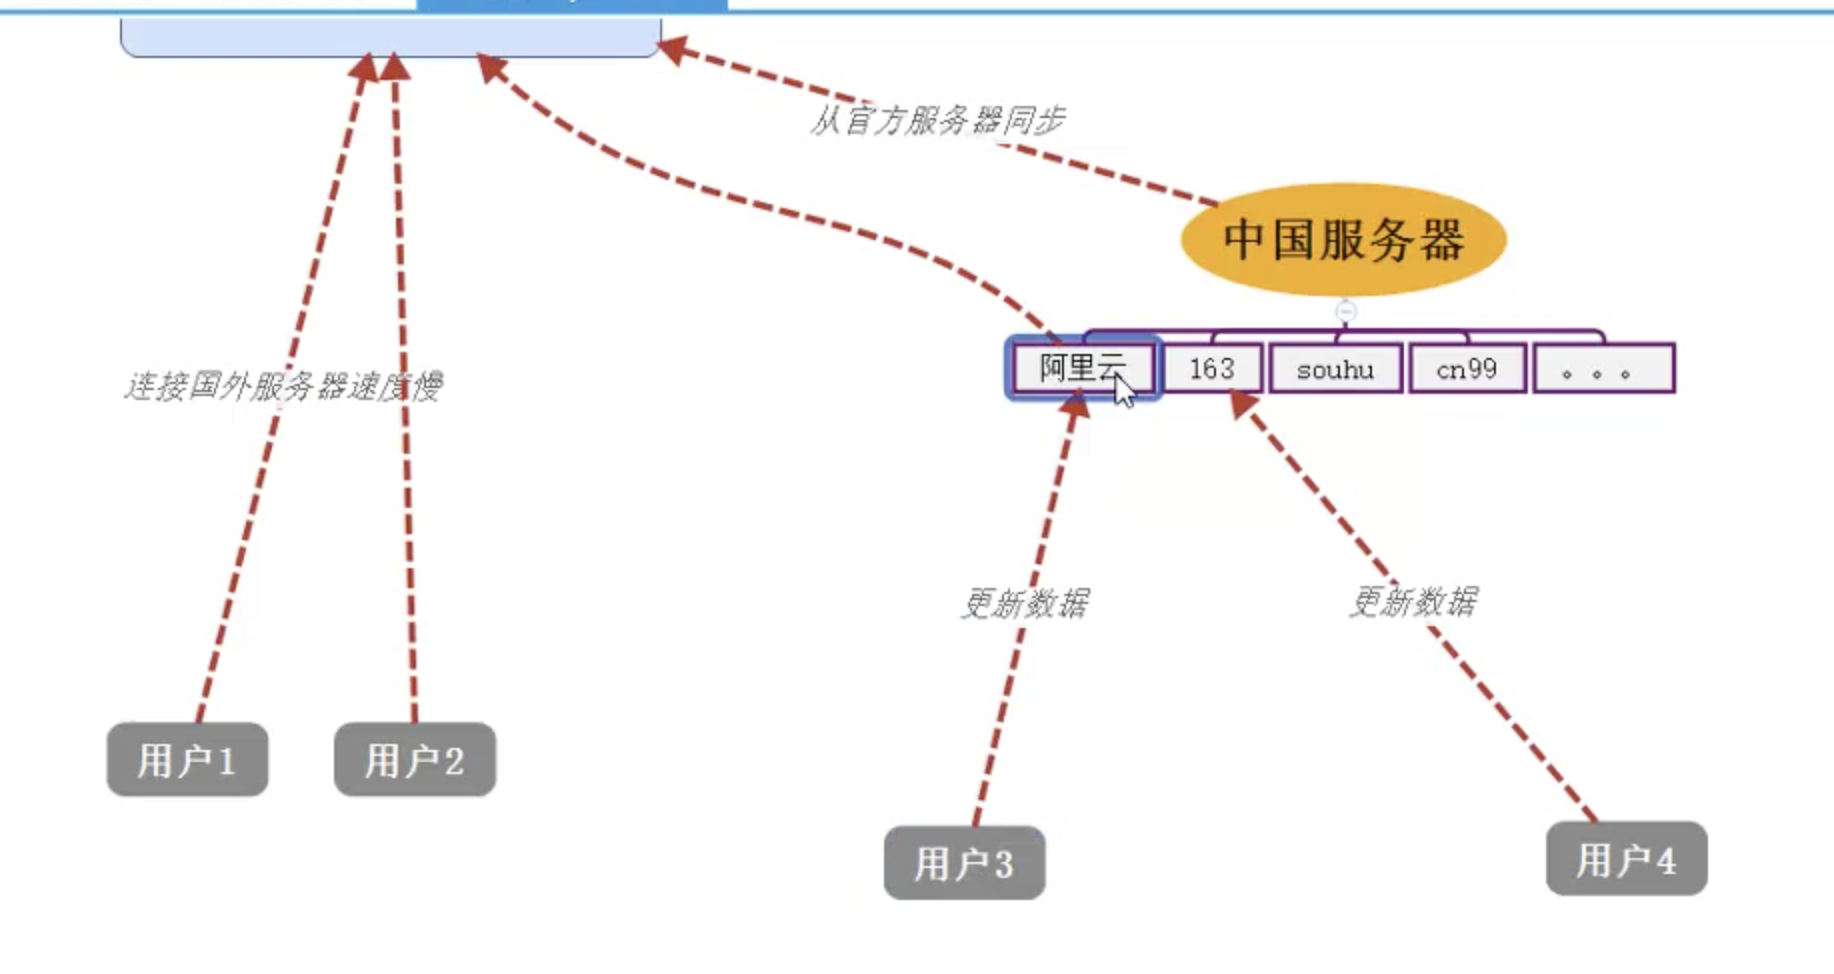 从官方服务器同步
中国服务器
阿里云
163
souhu
cn99
。。。
连接国外服务器速度慢
更新数据
更新数据
用户1
用户2
用户3
用户4